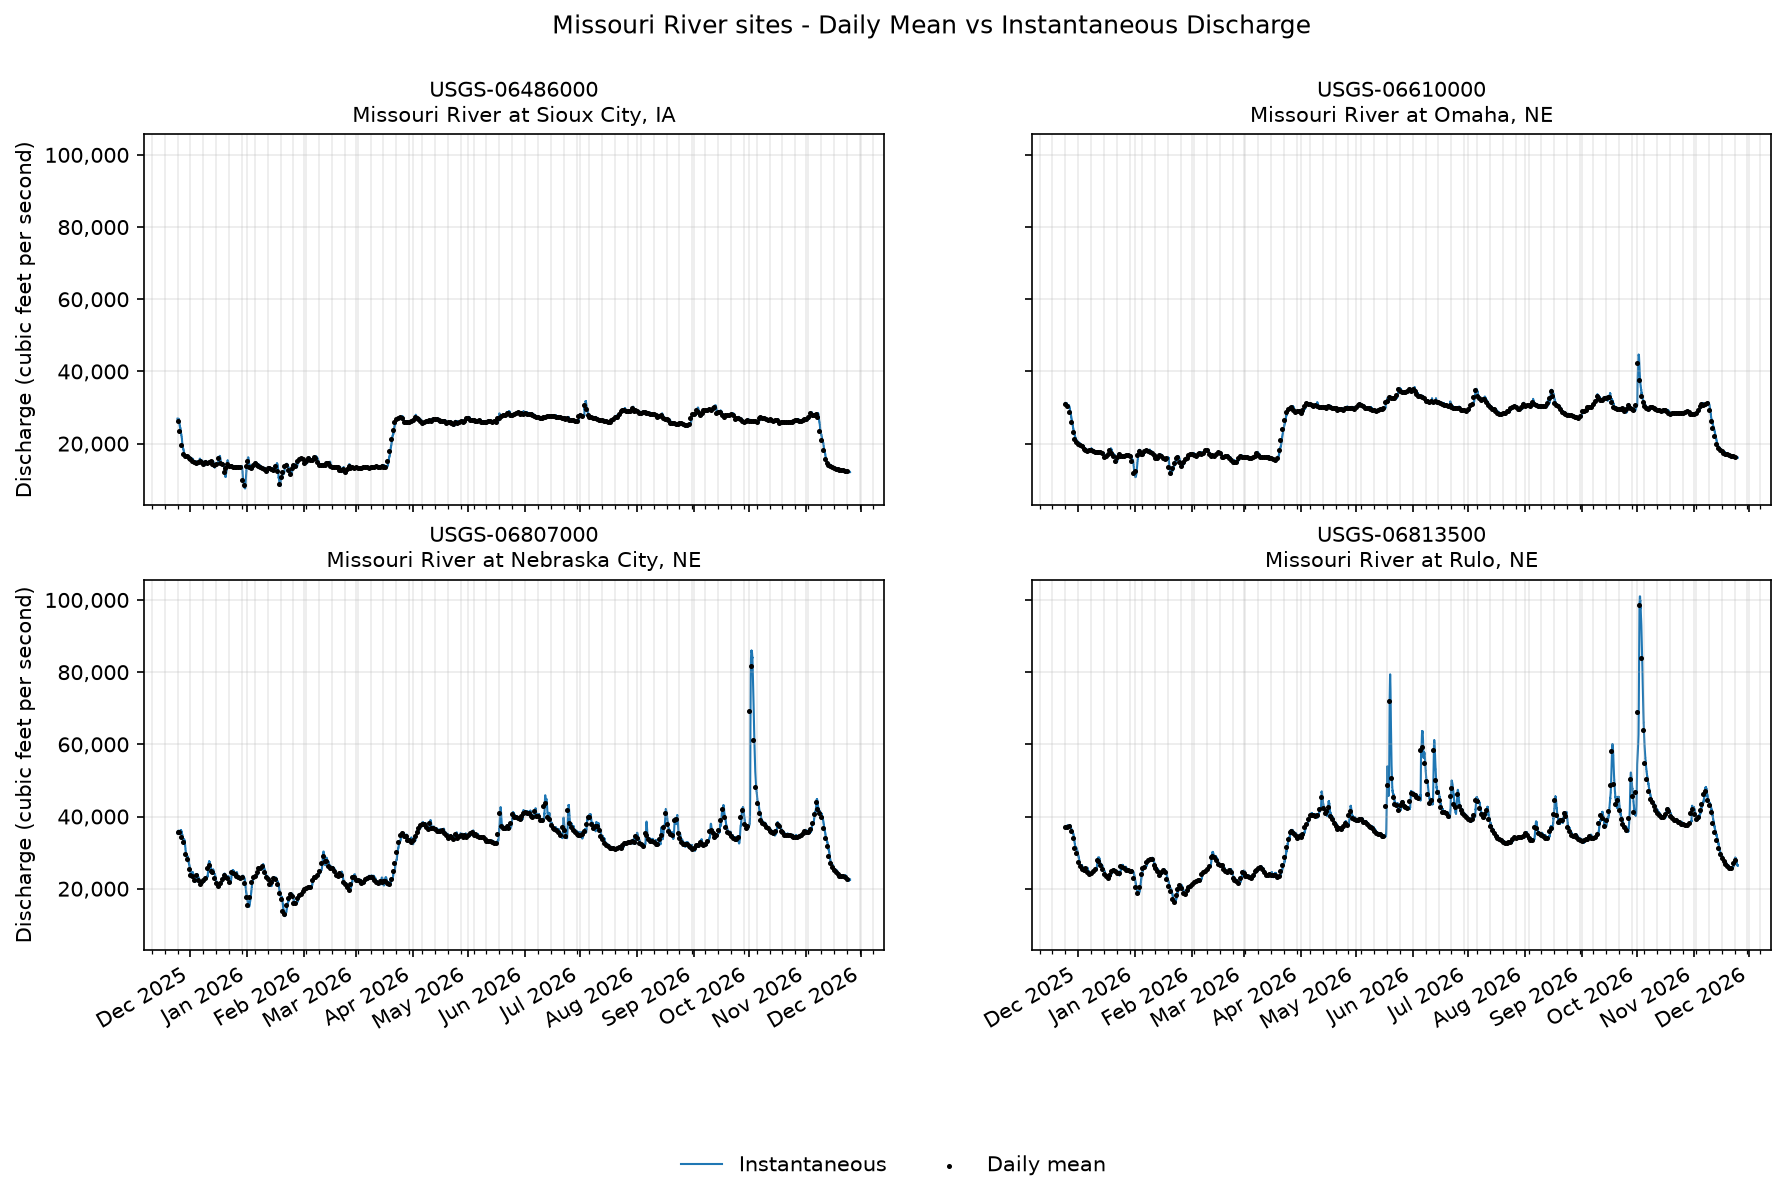 Missouri River sites - Daily Mean vs Instantaneous Discharge
USGS-06486000
Missouri River at Sioux City, IA
USGS-06610000
Missouri River at Omaha, NE
Discharge (cubic feet per second)
100,000
80,000
60,000
40,000
20,000
USGS-06807000
Missouri River at Nebraska City, NE
USGS-06813500
Missouri River at Rulo, NE
Discharge (cubic feet per second)
100,000
80,000
60,000
40,000
20,000
Dec 2025
Jan 2026
Feb 2026
Mar 2026
Apr 2026
May 2026
Jun 2026
Jul 2026
Aug 2026
Sep 2026
Oct 2026
Nov 2026
Dec 2026
Dec 2025
Jan 2026
Feb 2026
Mar 2026
Apr 2026
May 2026
Jun 2026
Jul 2026
Aug 2026
Sep 2026
Oct 2026
Nov 2026
Dec 2026
Instantaneous
Daily mean